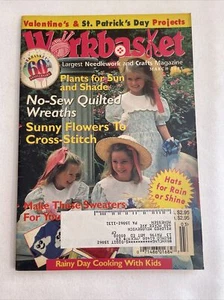 Valentine's & St. Patrick's Day Projects
Workbasket
Largest Needlework and Crafts Magazine
Plants for Sun
and Shade
No-Sew Quilted
Wreaths
Sunny Flowers To
Cross-Stitch
Hats for
Rain or
Shine
Make These Sweaters
For You
$2.95
Rainy Day Cooking With Kids